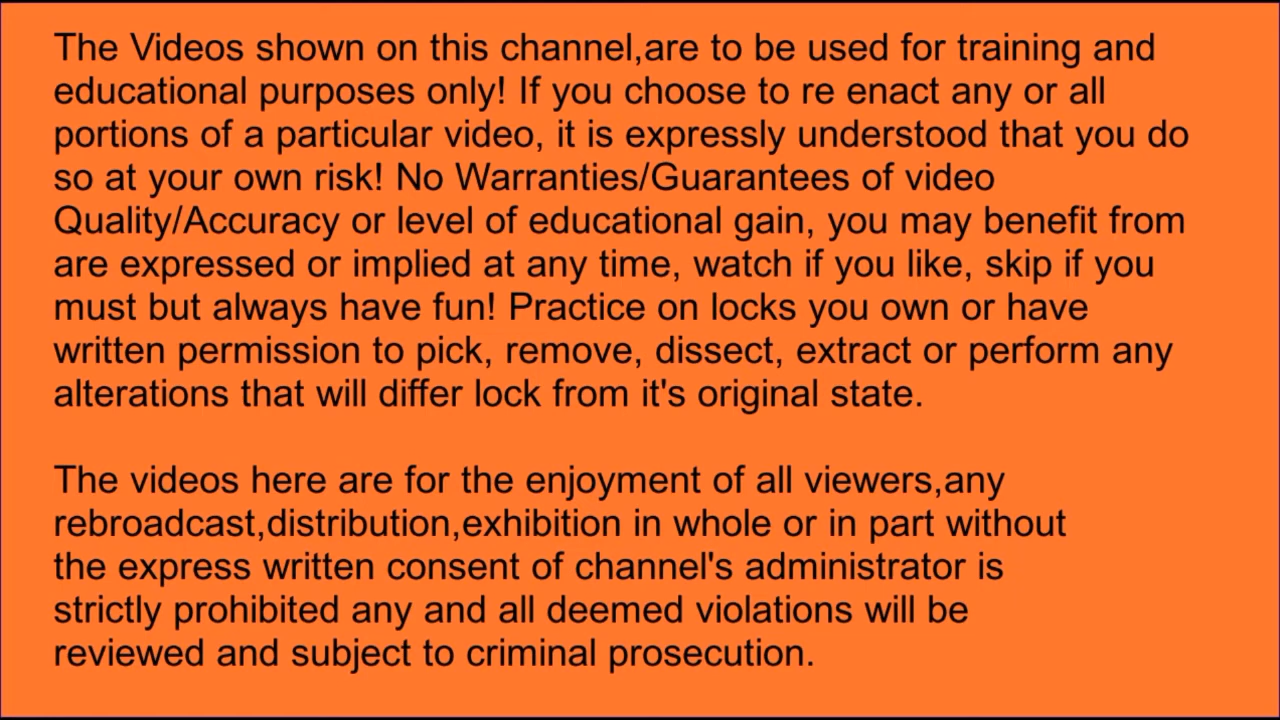 The Videos shown on this channel,are to be used for training and
educational purposes only! If you choose to re enact any or all
portions of a particular video, it is expressly understood that you do
so at your own risk! No Warranties/Guarantees of video
Quality/Accuracy or level of educational gain, you may benefit from
are expressed or implied at any time, watch if you like, skip if you
must but always have fun! Practice on locks you own or have
written permission to pick, remove, dissect, extract or perform any
alterations that will differ lock from it's original state.

The videos here are for the enjoyment of all viewers,any
rebroadcast,distribution,exhibition in whole or in part without
the express written consent of channel's administrator is
strictly prohibited any and all deemed violations will be
reviewed and subject to criminal prosecution.